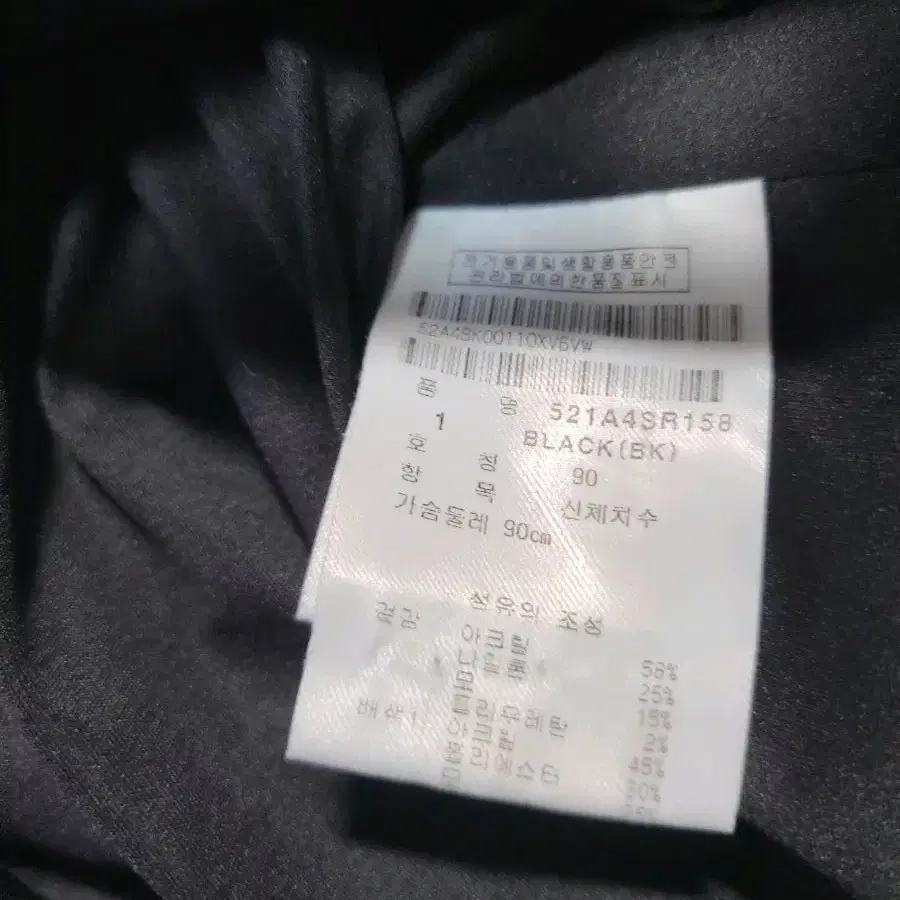 전기용품및생활용품안전
관리법에의한품질표시
52A4SK00110XV6VW
품 명 521A4SR158
1 BLACK(BK)
호 칭 90
항 목 신체치수
가슴둘레 90cm
섬유의 조성
겉감 아크릴 58%
나일론 25%
모 15%
폴리우레탄 2%
배색1 아크릴 45%
폴리에스터 30%
모 25%